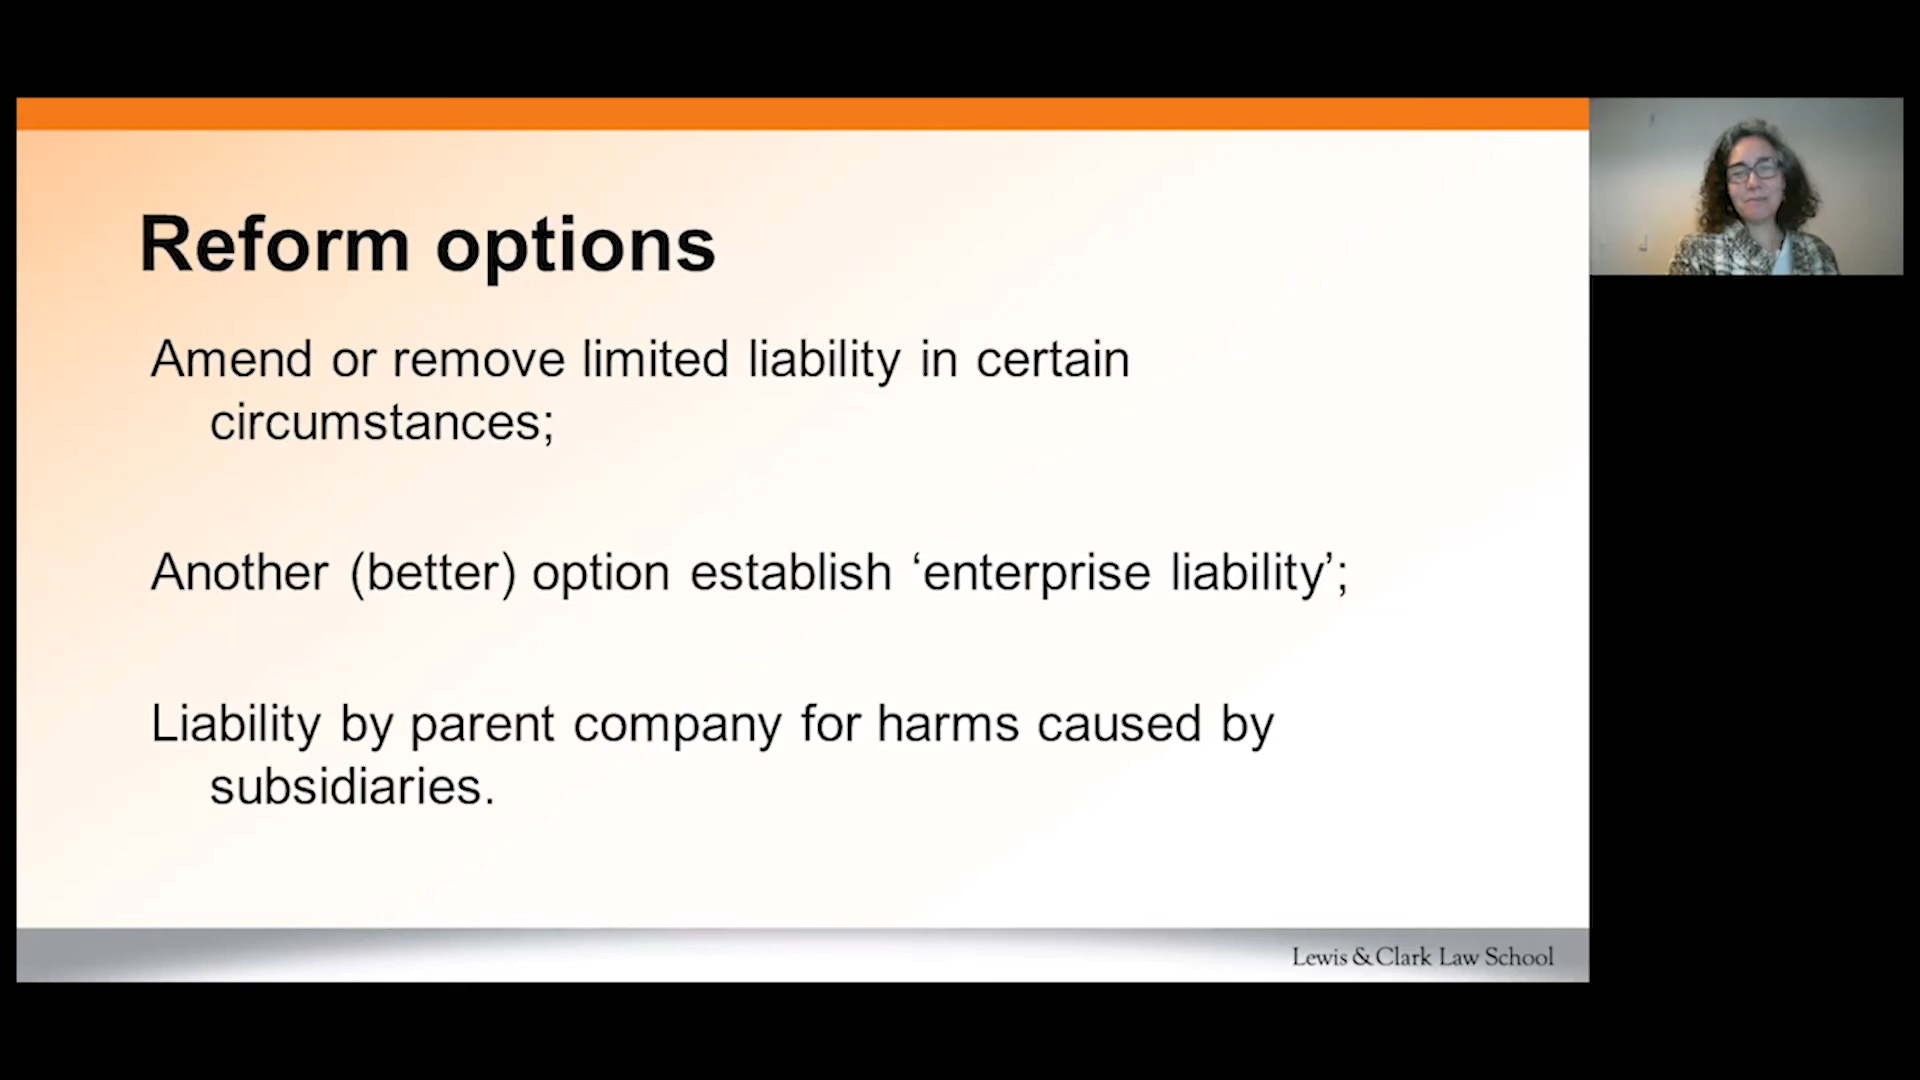 Reform options
Amend or remove limited liability in certain
circumstances;
Another (better) option establish ‘enterprise liability’;
Liability by parent company for harms caused by
subsidiaries.
Lewis & Clark Law School